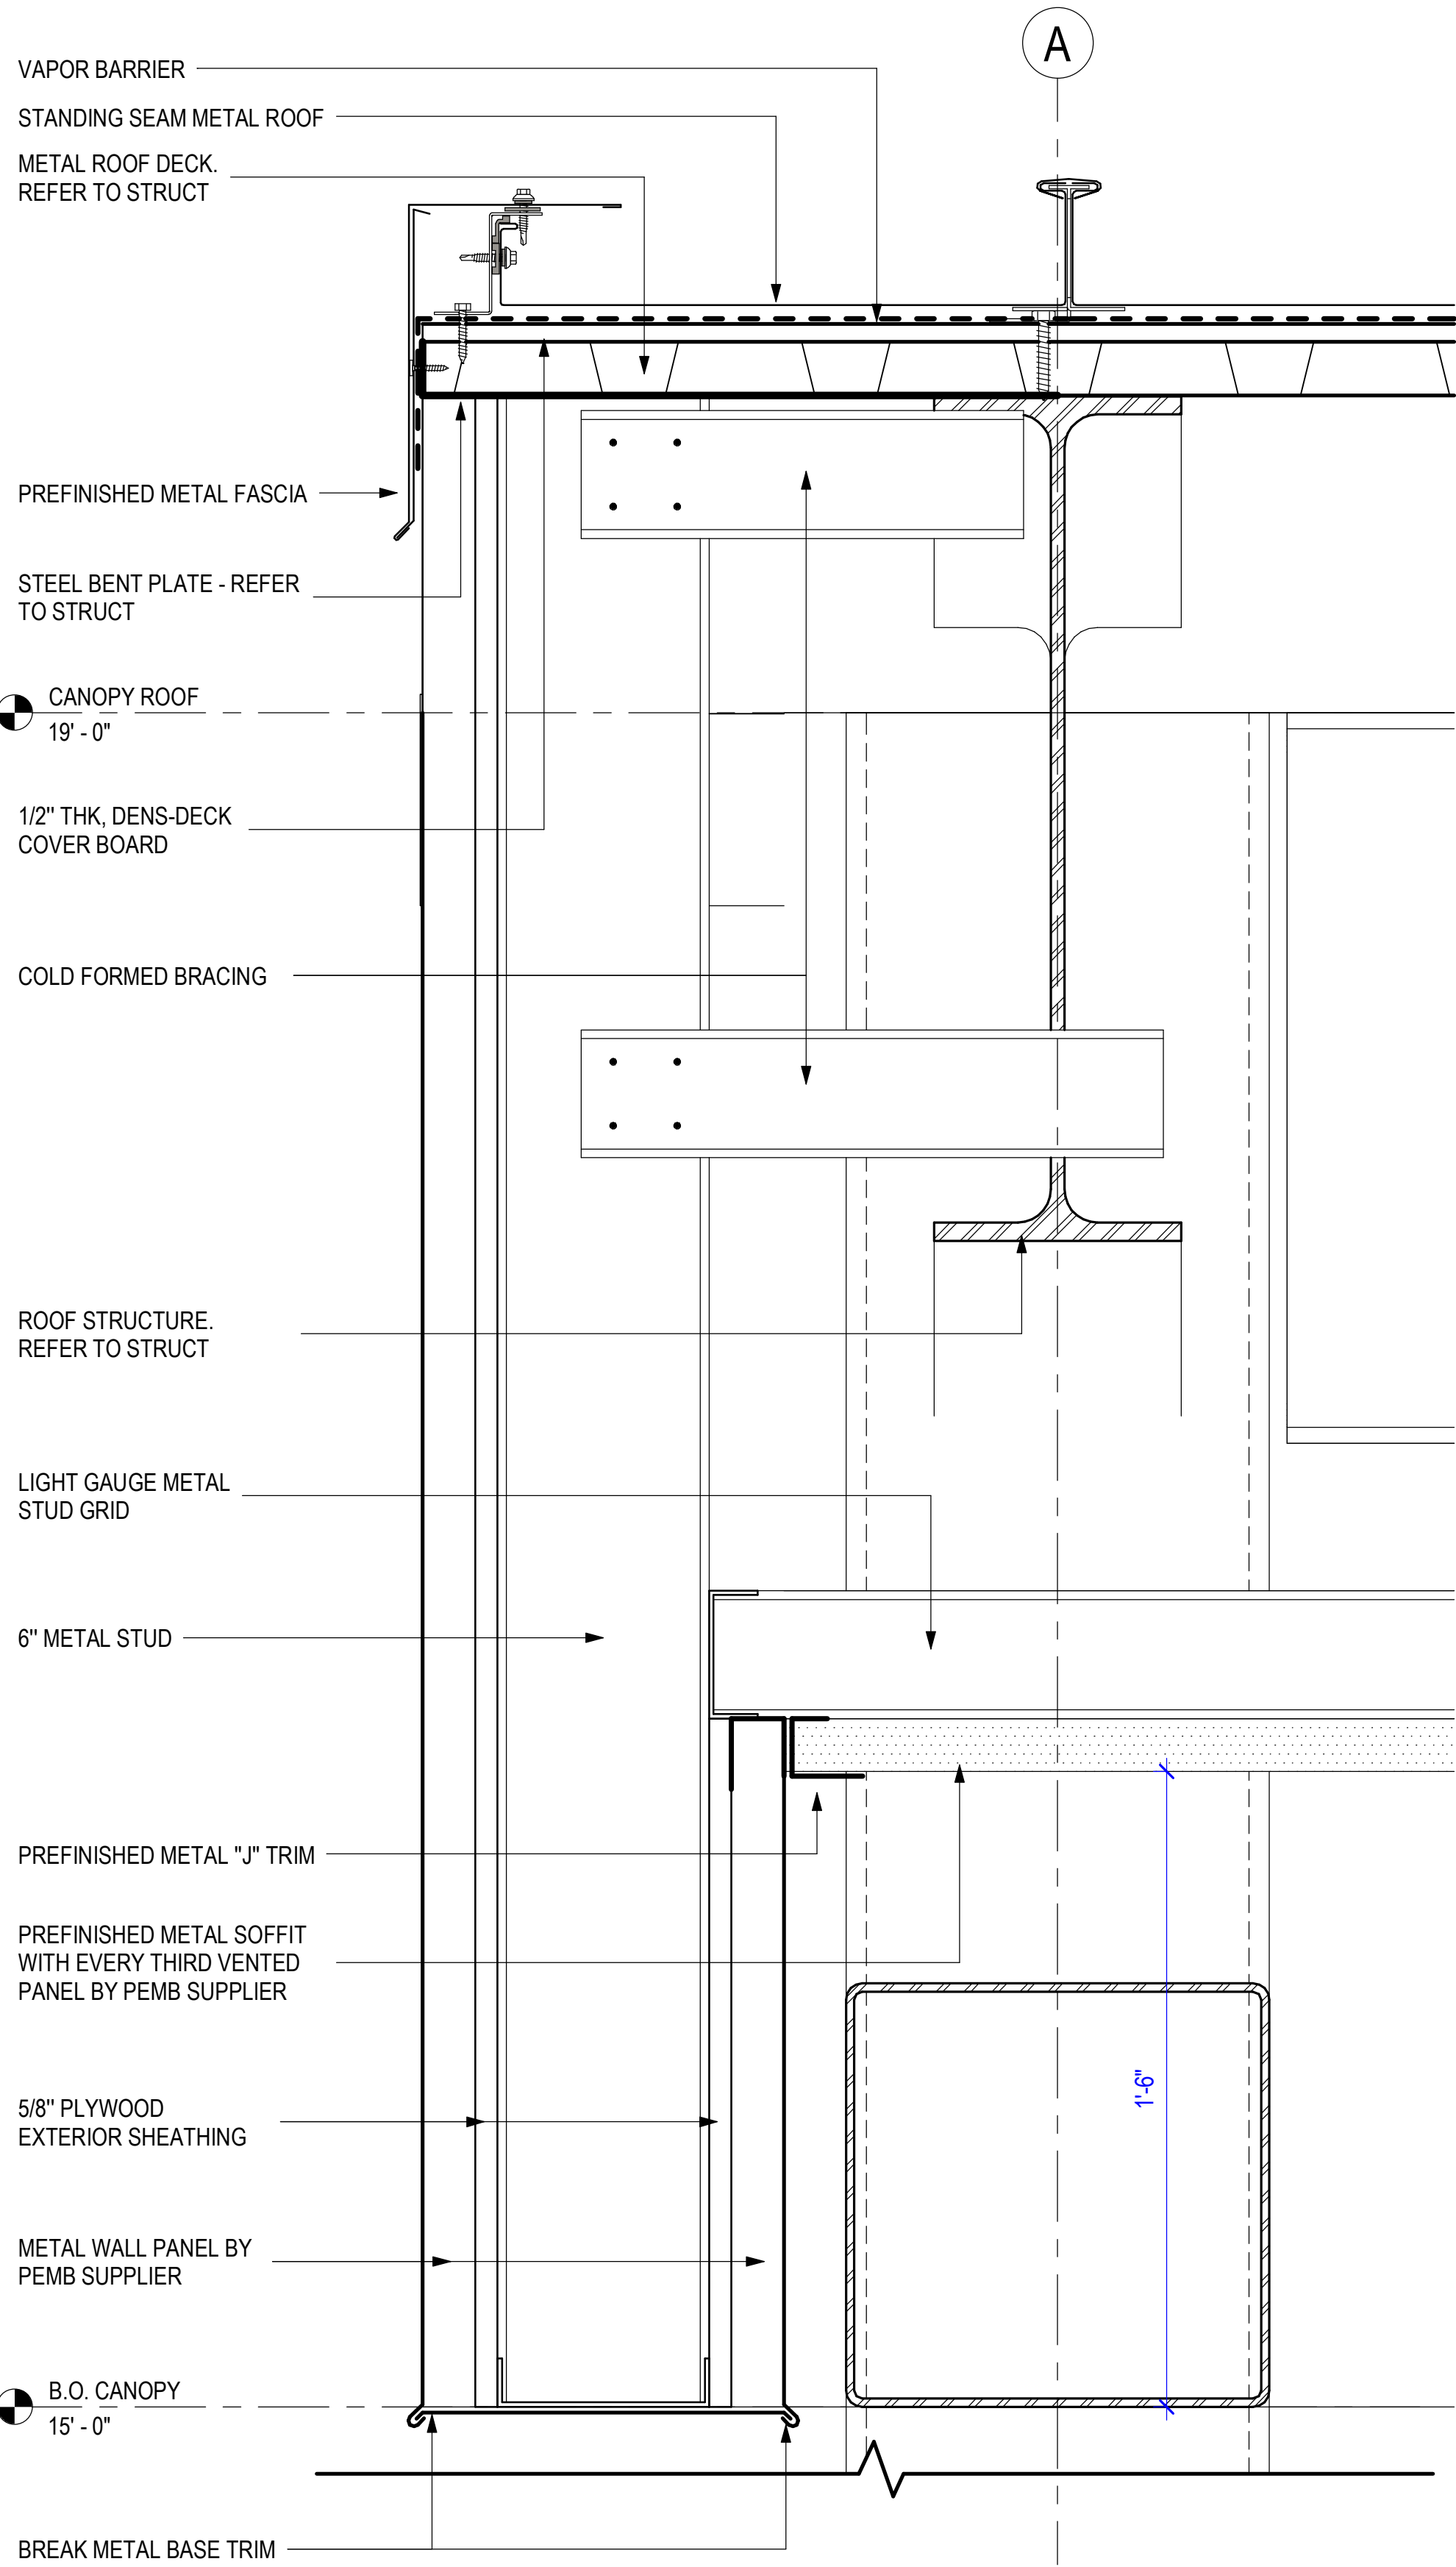 A
VAPOR BARRIER
STANDING SEAM METAL ROOF
METAL ROOF DECK.
REFER TO STRUCT
PREFINISHED METAL FASCIA
STEEL BENT PLATE - REFER
TO STRUCT
CANOPY ROOF
19' - 0"
1/2" THK, DENS-DECK
COVER BOARD
COLD FORMED BRACING
ROOF STRUCTURE.
REFER TO STRUCT
LIGHT GAUGE METAL
STUD GRID
6" METAL STUD
PREFINISHED METAL "J" TRIM
PREFINISHED METAL SOFFIT
WITH EVERY THIRD VENTED
PANEL BY PEMB SUPPLIER
1'-6"
5/8" PLYWOOD
EXTERIOR SHEATHING
METAL WALL PANEL BY
PEMB SUPPLIER
B.O. CANOPY
15' - 0"
BREAK METAL BASE TRIM